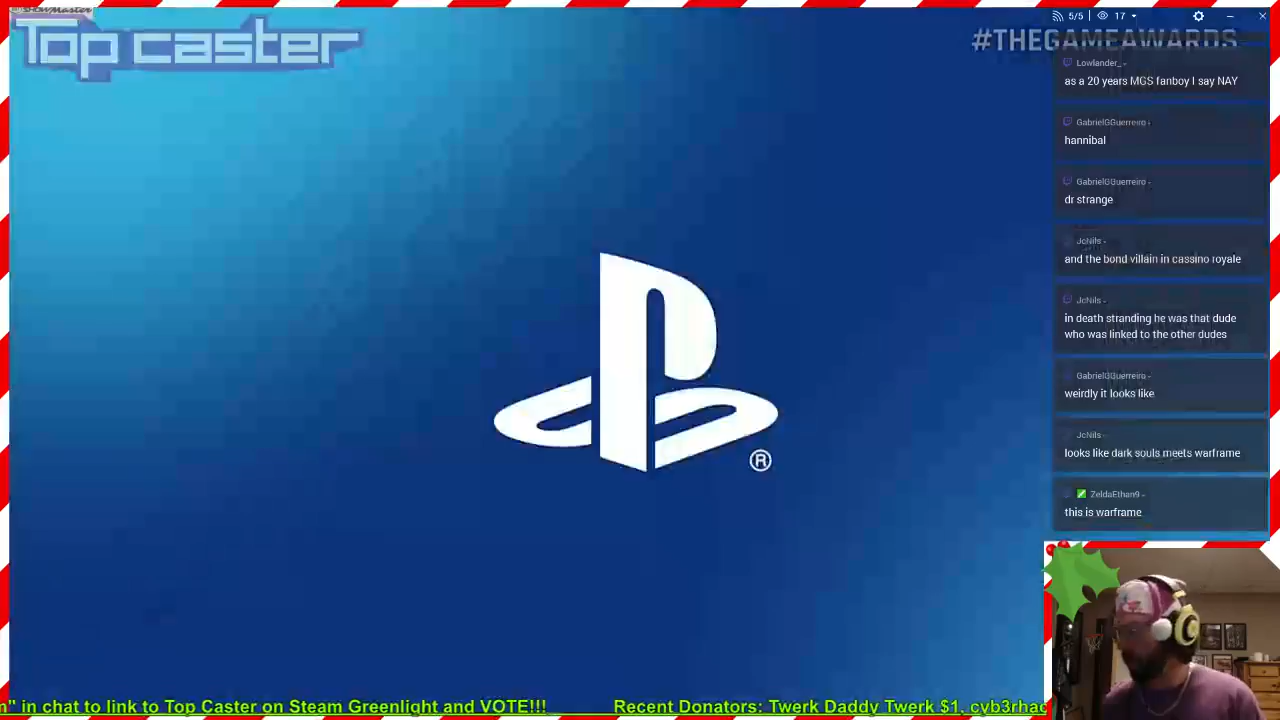 ShowMaster
Top caster
#THEGAMEAWARDS
5/5 17
Lowlander_ -
as a 20 years MGS fanboy I say NAY
GabrielGGuerreiro -
hannibal
GabrielGGuerreiro -
dr strange
JcNils -
and the bond villain in cassino royale
JcNils -
in death stranding he was that dude
who was linked to the other dudes
GabrielGGuerreiro -
weirdly it looks like
JcNils -
looks like dark souls meets warframe
ZeldaEthan9 -
this is warframe
®
" in chat to link to Top Caster on Steam Greenlight and VOTE!!! Recent Donators: Twerk Daddy Twerk $1, cyb3rhac